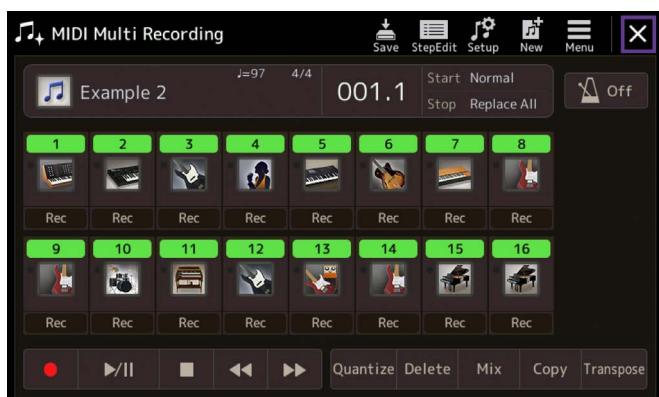 MIDI Multi Recording
Save StepEdit Setup New Menu
Example 2 ♩=97 4/4 001.1 Start Normal Off
Stop Replace All
1 2 3 4 5 6 7 8
Rec Rec Rec Rec Rec Rec Rec Rec
9 10 11 12 13 14 15 16
Rec Rec Rec Rec Rec Rec Rec Rec
Quantize Delete Mix Copy Transpose